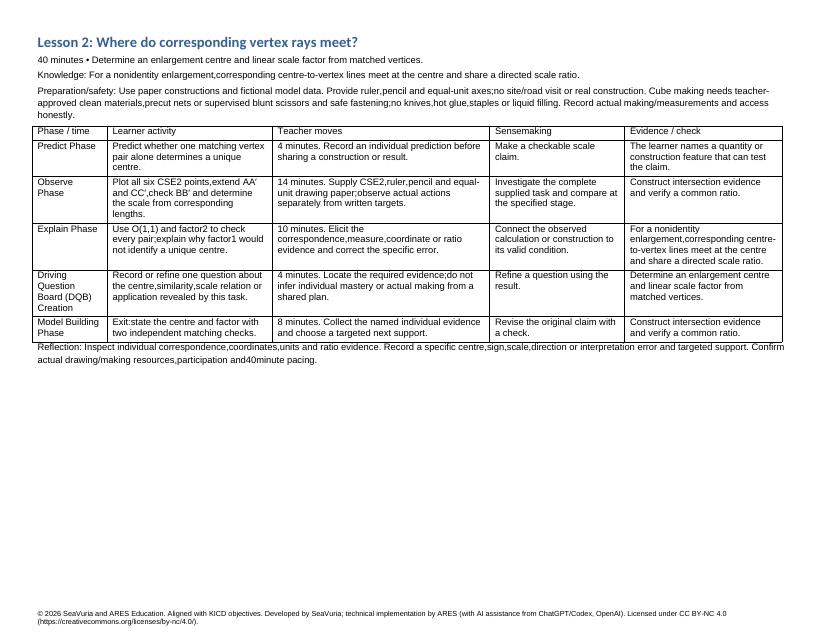 Lesson 2: Where do corresponding vertex rays meet?
40 minutes • Determine an enlargement centre and linear scale factor from matched vertices.
Knowledge: For a nonidentity enlargement,corresponding centre-to-vertex lines meet at the centre and share a directed scale ratio.
Preparation/safety: Use paper constructions and fictional model data. Provide ruler,pencil and equal-unit axes;no site/road visit or real construction. Cube making needs teacher-
approved clean materials,precut nets or supervised blunt scissors and safe fastening;no knives,hot glue,staples or liquid filling. Record actual making/measurements and access
honestly.
Phase / time
Learner activity
Teacher moves
Sensemaking
Evidence / check
Predict Phase
Predict whether one matching vertex
pair alone determines a unique
centre.
4 minutes. Record an individual prediction before
sharing a construction or result.
Make a checkable scale
claim.
The learner names a quantity or
construction feature that can test
the claim.
Observe
Phase
Plot all six CSE2 points,extend AA′
and CC′,check BB′ and determine
the scale from corresponding
lengths.
14 minutes. Supply CSE2,ruler,pencil and equal-
unit drawing paper;observe actual actions
separately from written targets.
Investigate the complete
supplied task and compare at
the specified stage.
Construct intersection evidence
and verify a common ratio.
Explain Phase
Use O(1,1) and factor2 to check
every pair;explain why factor1 would
not identify a unique centre.
10 minutes. Elicit the
correspondence,measure,coordinate or ratio
evidence and correct the specific error.
Connect the observed
calculation or construction to
its valid condition.
For a nonidentity
enlargement,corresponding centre-
to-vertex lines meet at the centre
and share a directed scale ratio.
Driving
Question
Board (DQB)
Creation
Record or refine one question about
the centre,similarity,scale relation or
application revealed by this task.
4 minutes. Locate the required evidence;do not
infer individual mastery or actual making from a
shared plan.
Refine a question using the
result.
Determine an enlargement centre
and linear scale factor from
matched vertices.
Model Building
Phase
Exit:state the centre and factor with
two independent matching checks.
8 minutes. Collect the named individual evidence
and choose a targeted next support.
Revise the original claim with
a check.
Construct intersection evidence
and verify a common ratio.
Reflection: Inspect individual correspondence,coordinates,units and ratio evidence. Record a specific centre,sign,scale,direction or interpretation error and targeted support. Confirm
actual drawing/making resources,participation and40minute pacing.
© 2026 SeaVuria and ARES Education. Aligned with KICD objectives. Developed by SeaVuria; technical implementation by ARES (with AI assistance from ChatGPT/Codex, OpenAI). Licensed under CC BY-NC 4.0
(https://creativecommons.org/licenses/by-nc/4.0/).